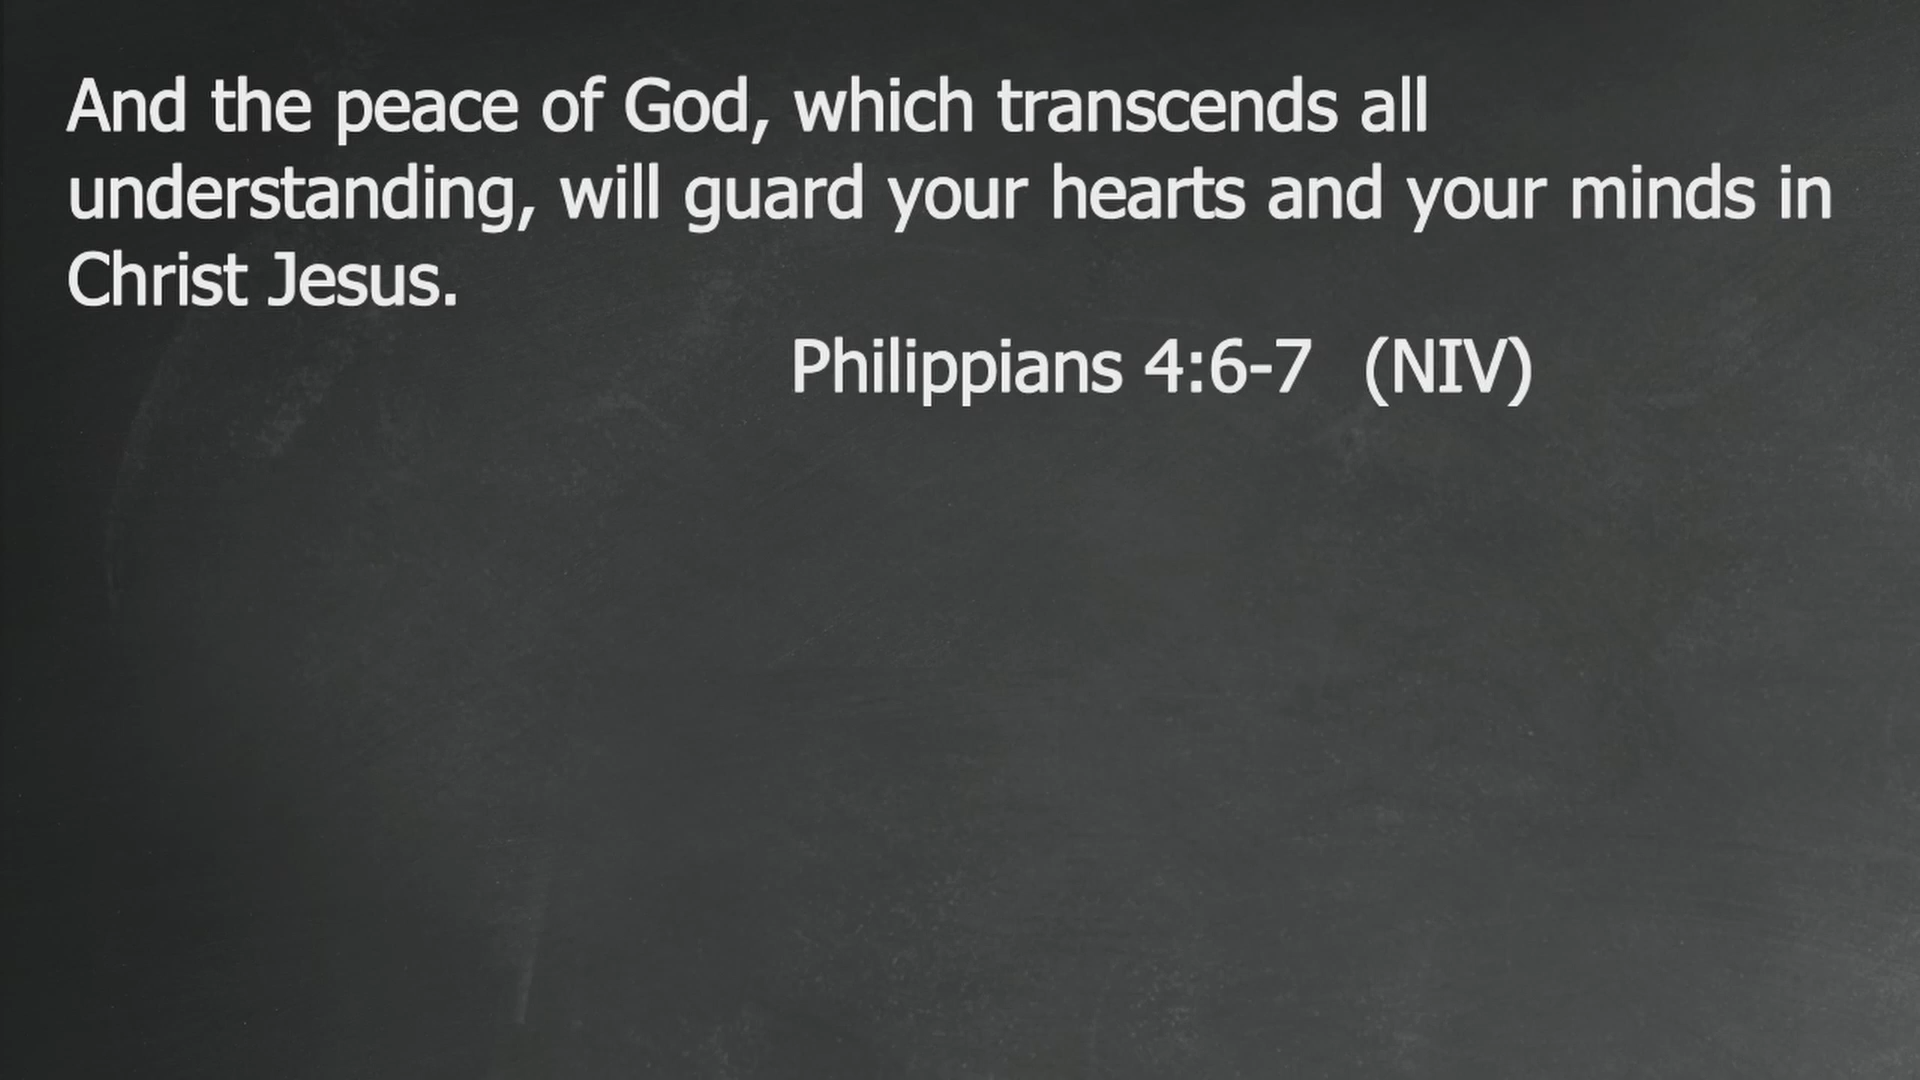 And the peace of God, which transcends all
understanding, will guard your hearts and your minds in
Christ Jesus.
Philippians 4:6-7 (NIV)